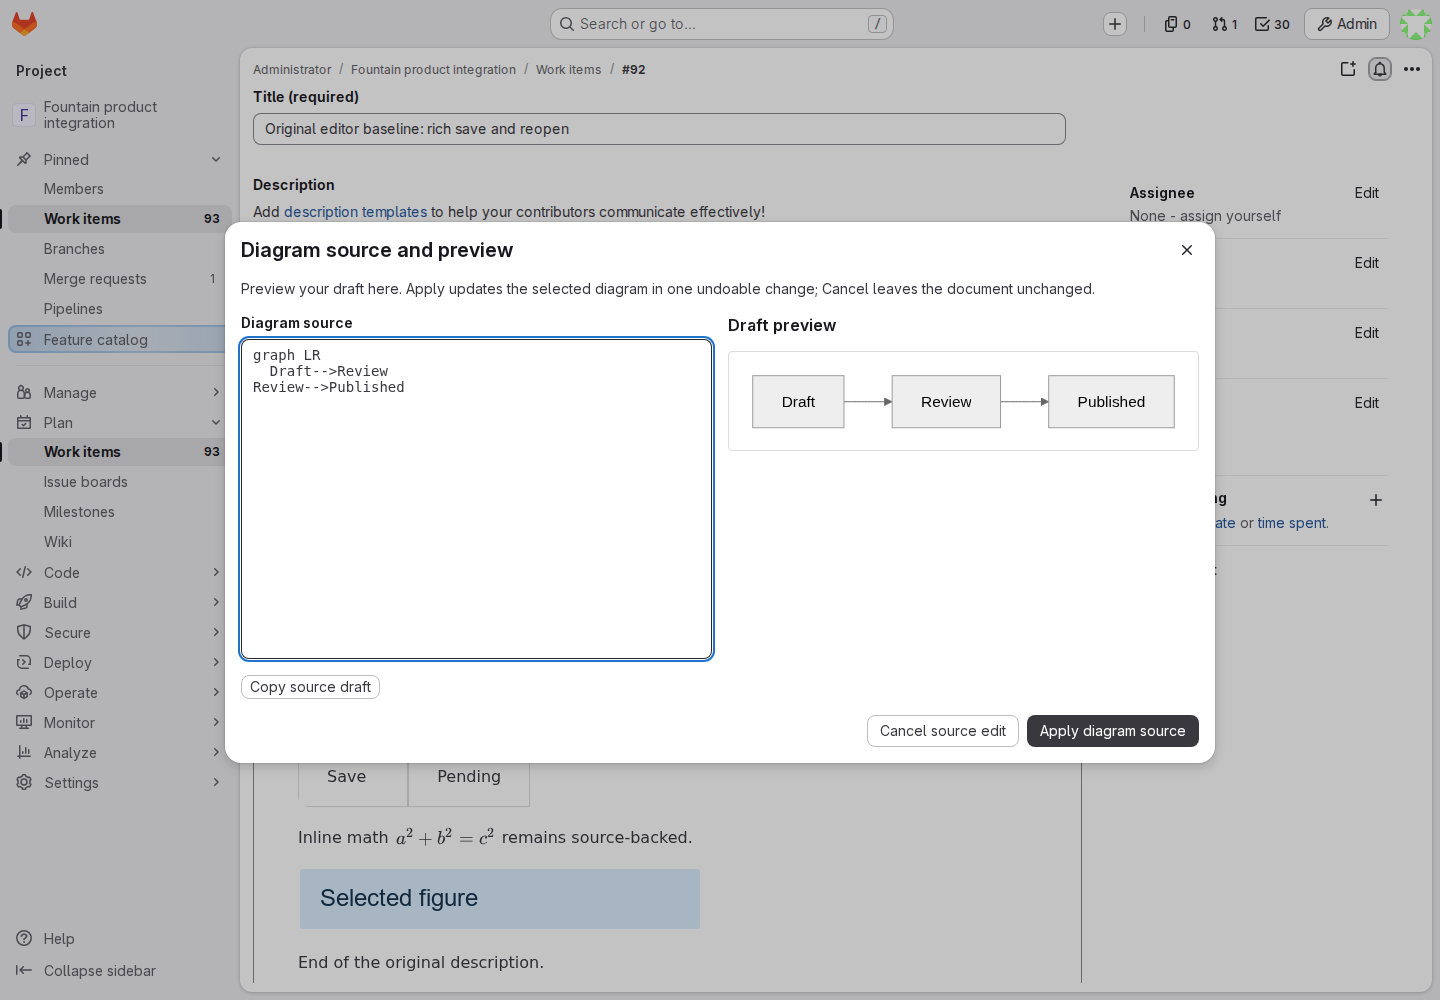 Search or go to...
/
0
1
30
Admin
Project
F
Fountain product integration
Pinned
Members
Work items
93
Branches
Merge requests
1
Pipelines
Feature catalog
Manage
Plan
Work items
93
Issue boards
Milestones
Wiki
Code
Build
Secure
Deploy
Operate
Monitor
Analyze
Settings
Help
Collapse sidebar
Administrator / Fountain product integration / Work items / #92
Title (required)
Original editor baseline: rich save and reopen
Description
Add description templates to help your contributors communicate effectively!
Assignee
Edit
None - assign yourself
Edit
Edit
Edit
or time spent.
Diagram source and preview
Preview your draft here. Apply updates the selected diagram in one undoable change; Cancel leaves the document unchanged.
Diagram source
graph LR
Draft-->Review
Review-->Published
Copy source draft
Draft preview
Draft
Review
Published
Cancel source edit
Apply diagram source
Save
Pending
Inline math a² + b² = c² remains source-backed.
Selected figure
End of the original description.